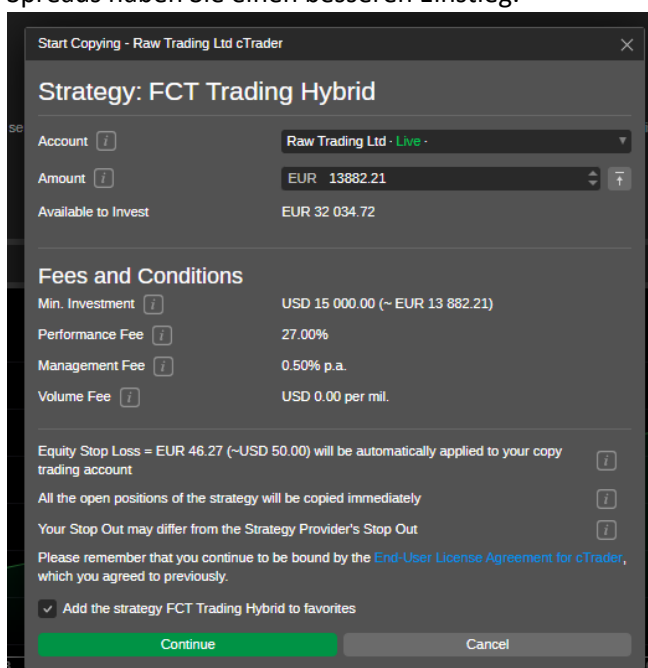 Spreads haben Sie einen besseren Einstieg.
Start Copying - Raw Trading Ltd cTrader
Strategy: FCT Trading Hybrid
se
Account i Raw Trading Ltd · Live ·
Amount i EUR 13882.21
Available to Invest EUR 32 034.72
Fees and Conditions
Min. Investment i USD 15 000.00 (~ EUR 13 882.21)
Performance Fee i 27.00%
Management Fee i 0.50% p.a.
Volume Fee i USD 0.00 per mil.
Equity Stop Loss = EUR 46.27 (~USD 50.00) will be automatically applied to your copy
trading account i
All the open positions of the strategy will be copied immediately i
Your Stop Out may differ from the Strategy Provider's Stop Out i
Please remember that you continue to be bound by the End-User License Agreement for cTrader,
which you agreed to previously.
Add the strategy FCT Trading Hybrid to favorites
Continue Cancel